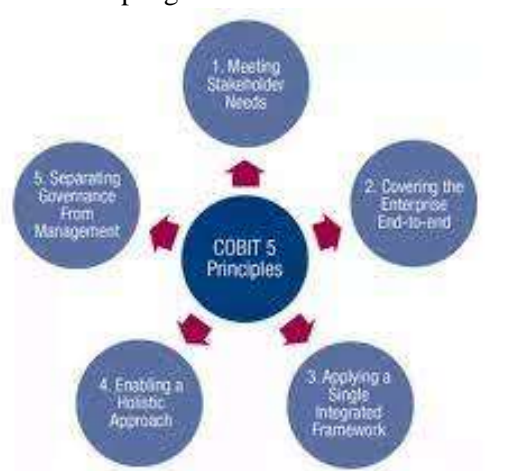 1. Meeting
Stakeholder
Needs
5. Separating
Governance
From
Management
2. Covering the
Enterprise
End-to-end
COBIT 5
Principles
4. Enabling a
Holistic
Approach
3. Applying a
Single
Integrated
Framework